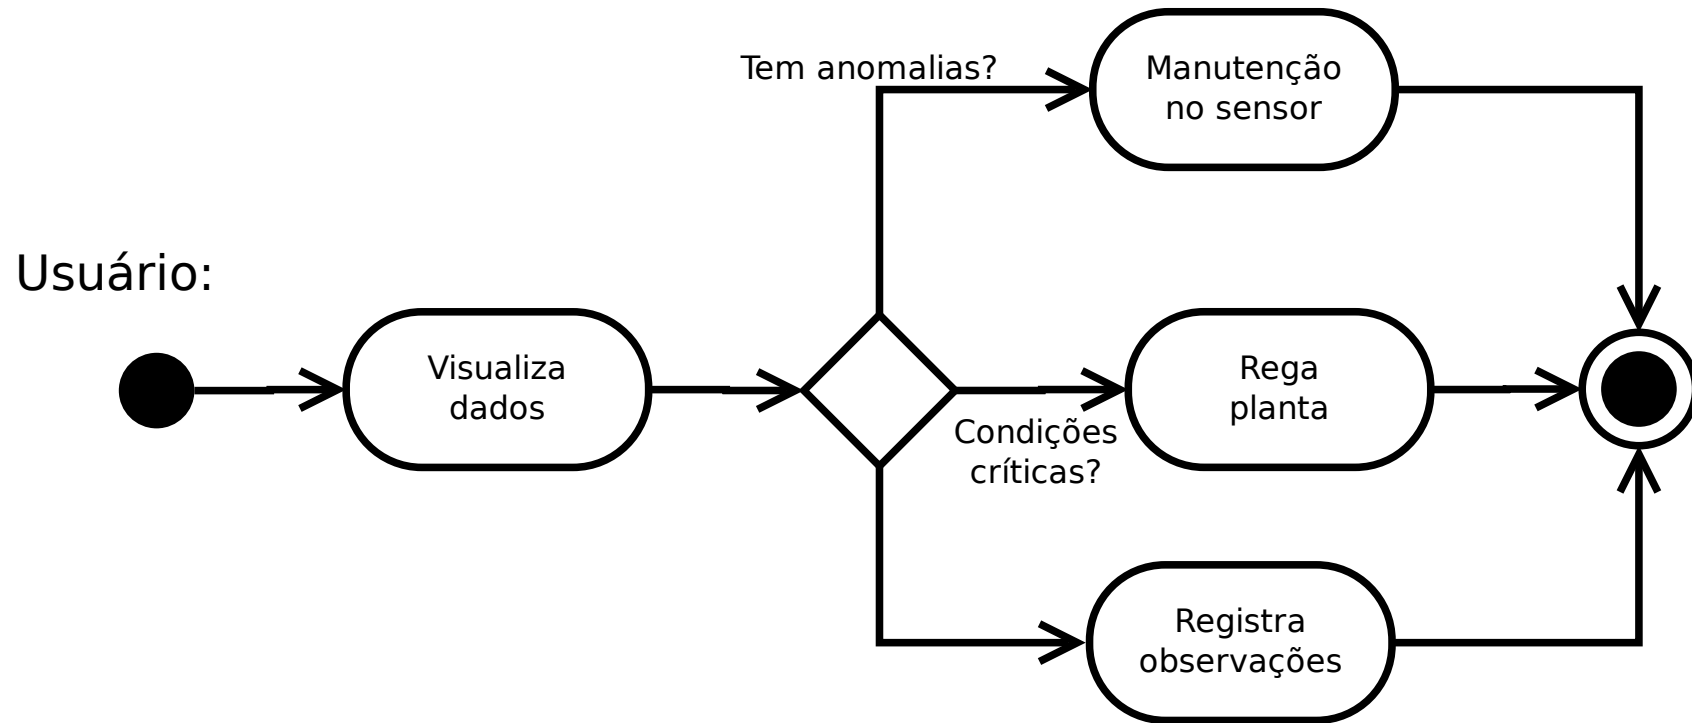 Tem anomalias?
Manutenção
no sensor
Usuário:
Visualiza
dados
Condições
críticas?
Rega
planta
Registra
observações